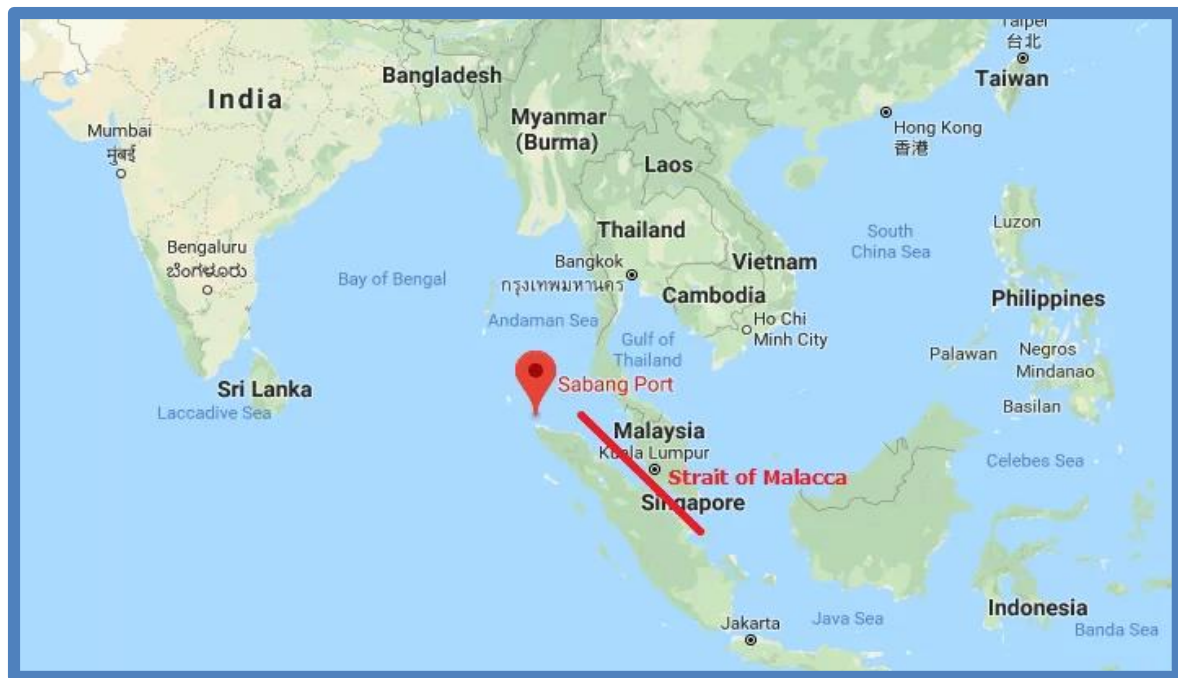 Taipei
台北
Taiwan
Bangladesh
India
Myanmar
(Burma)
Hong Kong
香港
Mumbai
मुंबई
Laos
Luzon
Thailand
South
China Sea
Bengaluru
ಬೆಂಗಳೂರು
Bay of Bengal
Bangkok
กรุงเทพมหานคร
Vietnam
Cambodia
Philippines
Andaman Sea
Ho Chi
Minh City
Gulf of
Thailand
Palawan
Negros
Mindanao
Sabang Port
Sri Lanka
Laccadive Sea
Basilan
Malaysia
Kuala Lumpur
Celebes Sea
Strait of Malacca
Singapore
Indonesia
Jakarta
Java Sea
Banda Sea